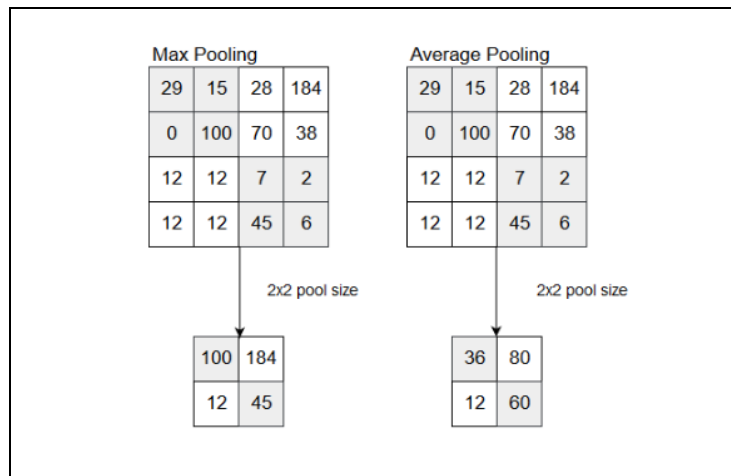 Max Pooling Average Pooling
29 15 28 184 29 15 28 184
0 100 70 38 0 100 70 38
12 12 7 2 12 12 7 2
12 12 45 6 12 12 45 6
2x2 pool size 2x2 pool size
100 184 36 80
12 45 12 60